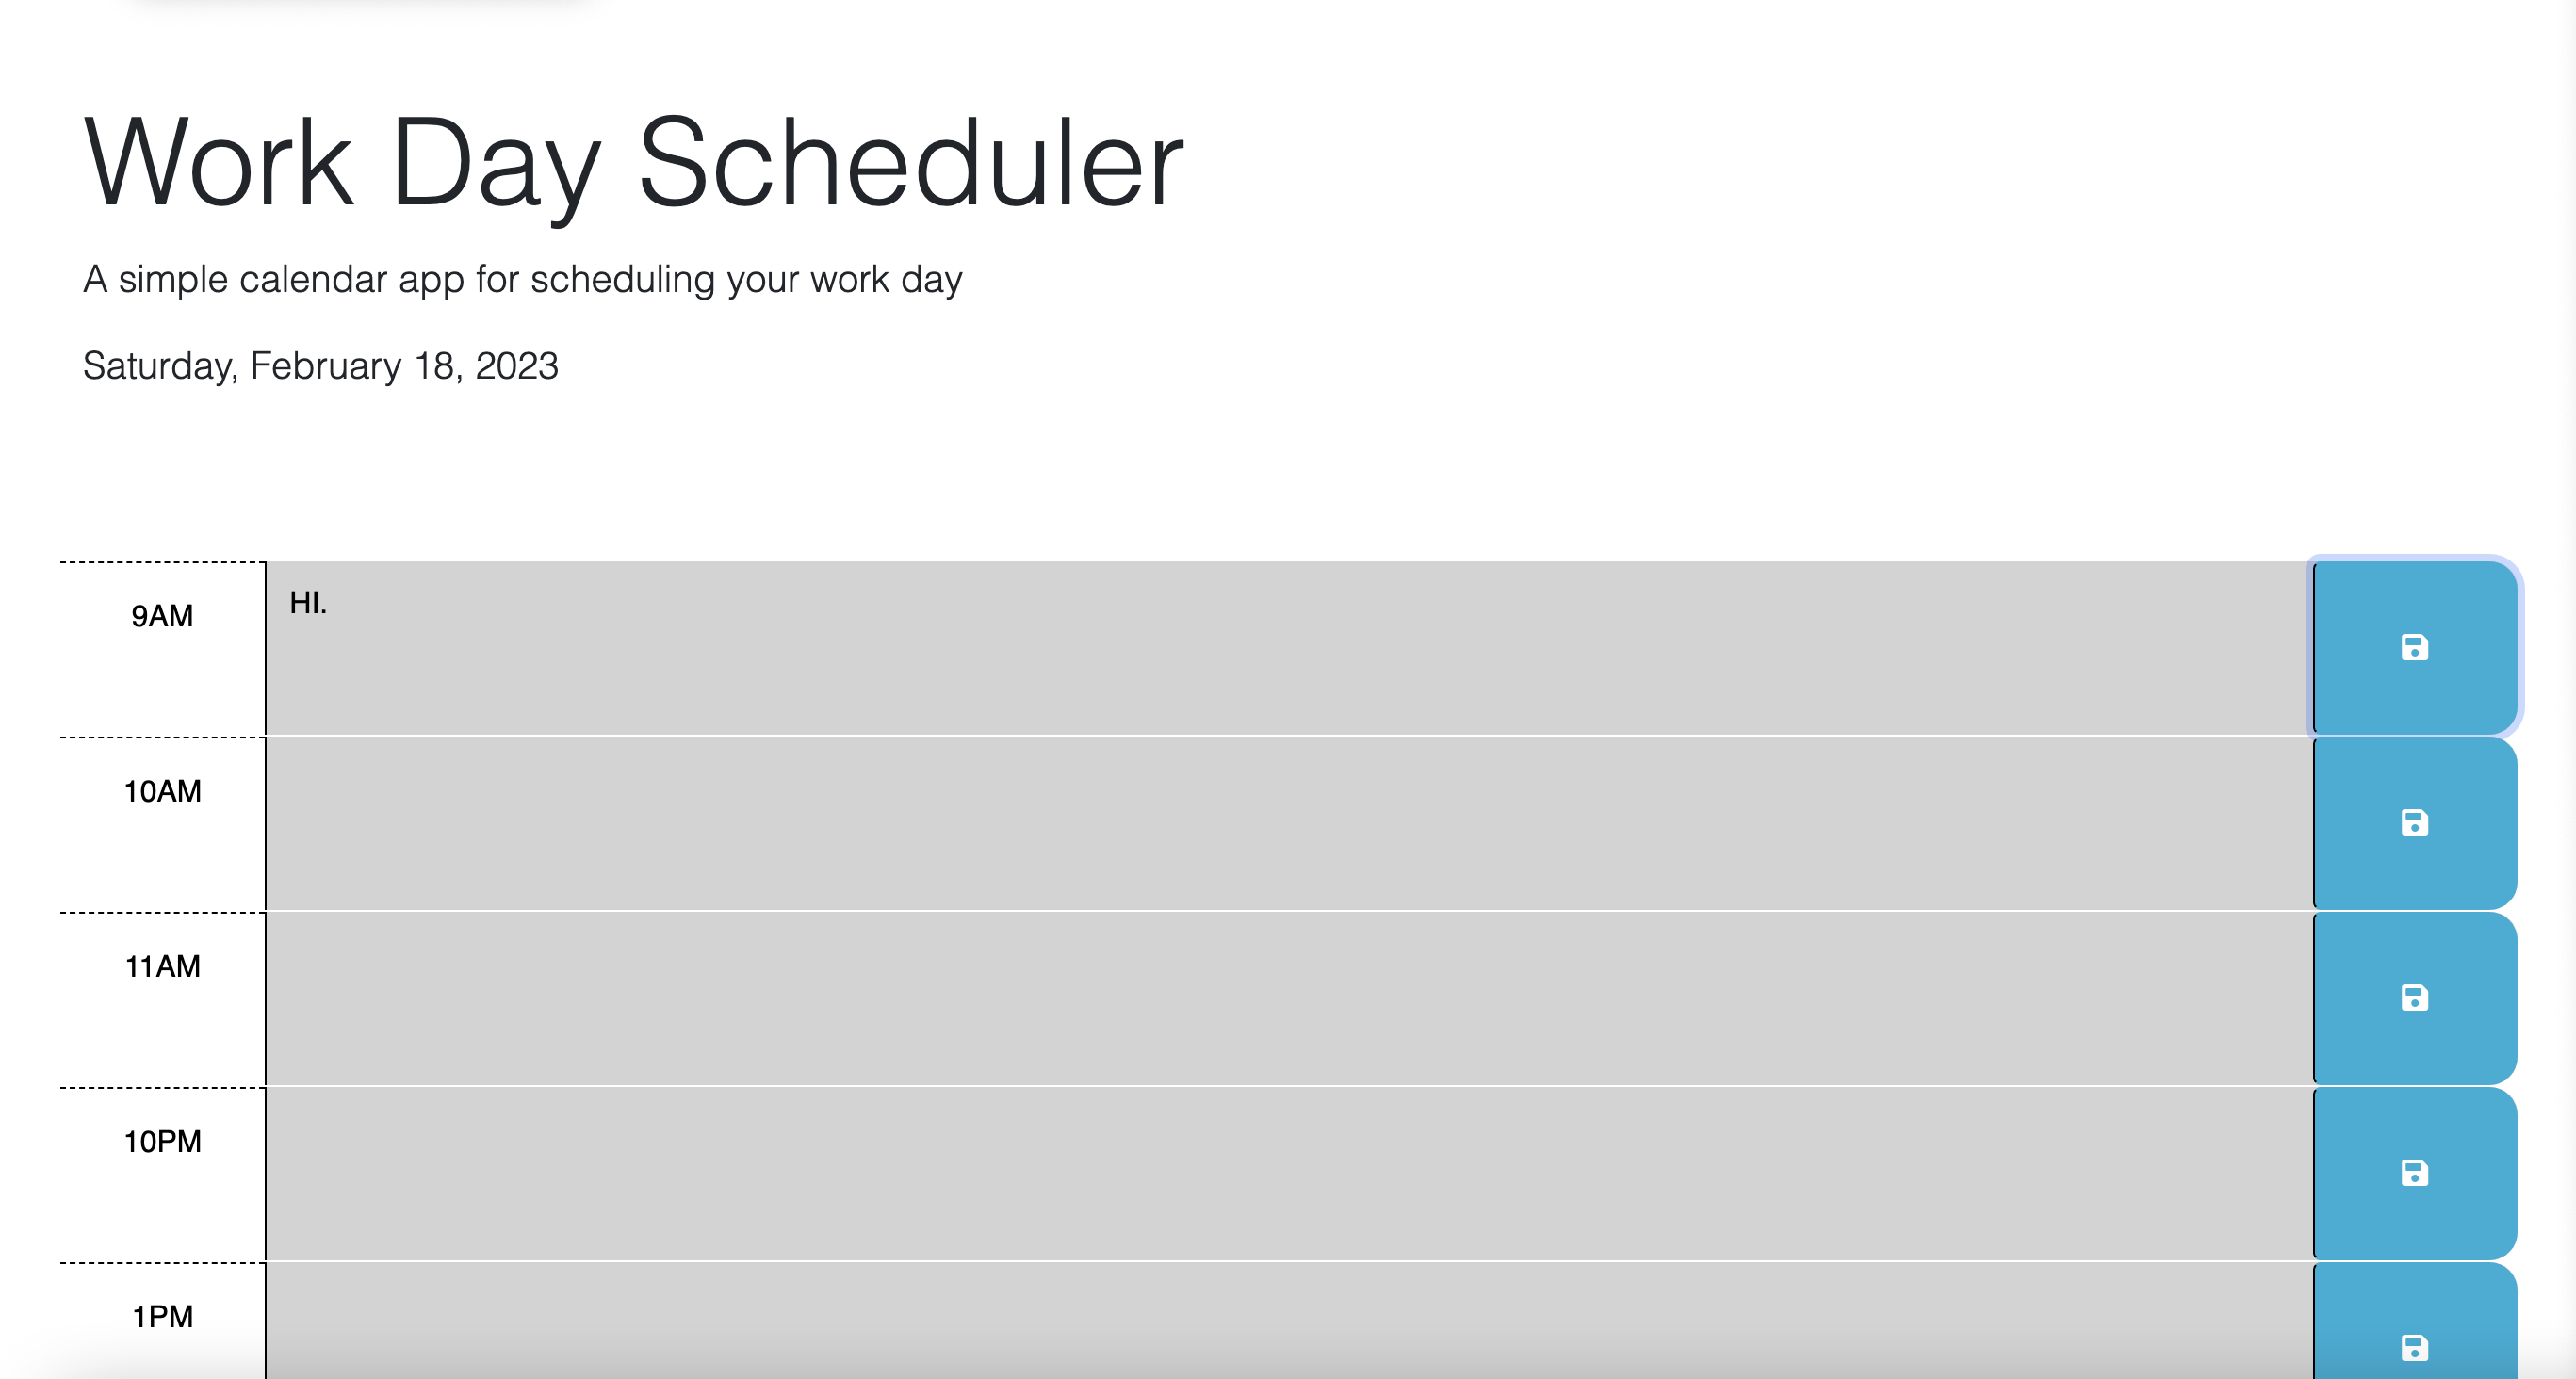 Work Day Scheduler
A simple calendar app for scheduling your work day
Saturday, February 18, 2023
9AM
HI.
10AM
11AM
10PM
1PM